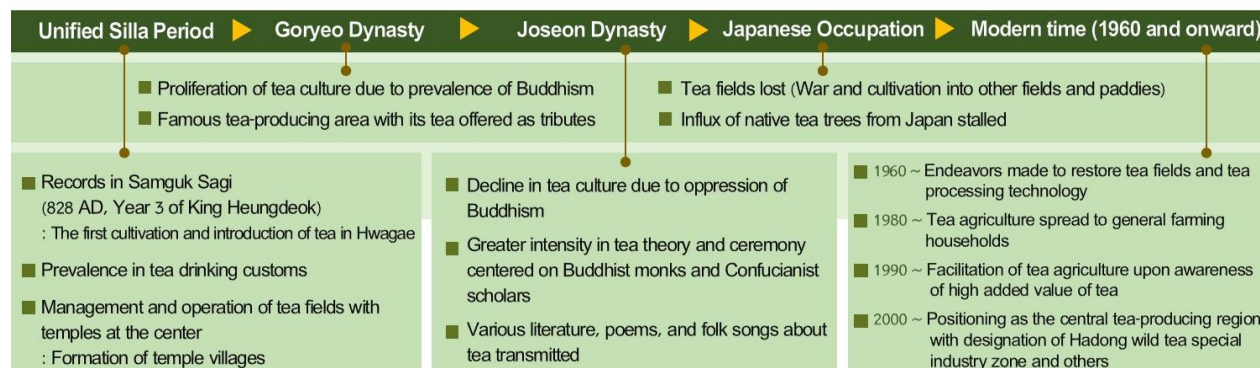 Unified Silla Period
Goryeo Dynasty
Joseon Dynasty
Japanese Occupation
Modern time (1960 and onward)
Proliferation of tea culture due to prevalence of Buddhism
Famous tea-producing area with its tea offered as tributes
Tea fields lost (War and cultivation into other fields and paddies)
Influx of native tea trees from Japan stalled
Records in Samguk Sagi
(828 AD, Year 3 of King Heungdeok)
: The first cultivation and introduction of tea in Hwagae
Prevalence in tea drinking customs
Management and operation of tea fields with
temples at the center
: Formation of temple villages
Decline in tea culture due to oppression of
Buddhism
Greater intensity in tea theory and ceremony
centered on Buddhist monks and Confucianist
scholars
Various literature, poems, and folk songs about
tea transmitted
1960 ~ Endeavors made to restore tea fields and tea
processing technology
1980 ~ Tea agriculture spread to general farming
households
1990 ~ Facilitation of tea agriculture upon awareness
of high added value of tea
2000 ~ Positioning as the central tea-producing region
with designation of Hadong wild tea special
industry zone and others